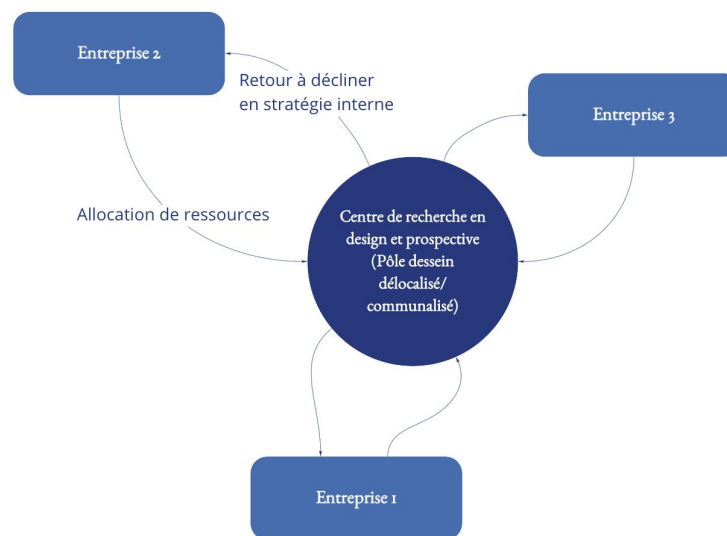 Entreprise 2
Retour à décliner
en stratégie interne
Entreprise 3
Allocation de ressources
Centre de recherche en
design et prospective
(Pôle dessein
délocalisé/
communalisé)
Entreprise 1